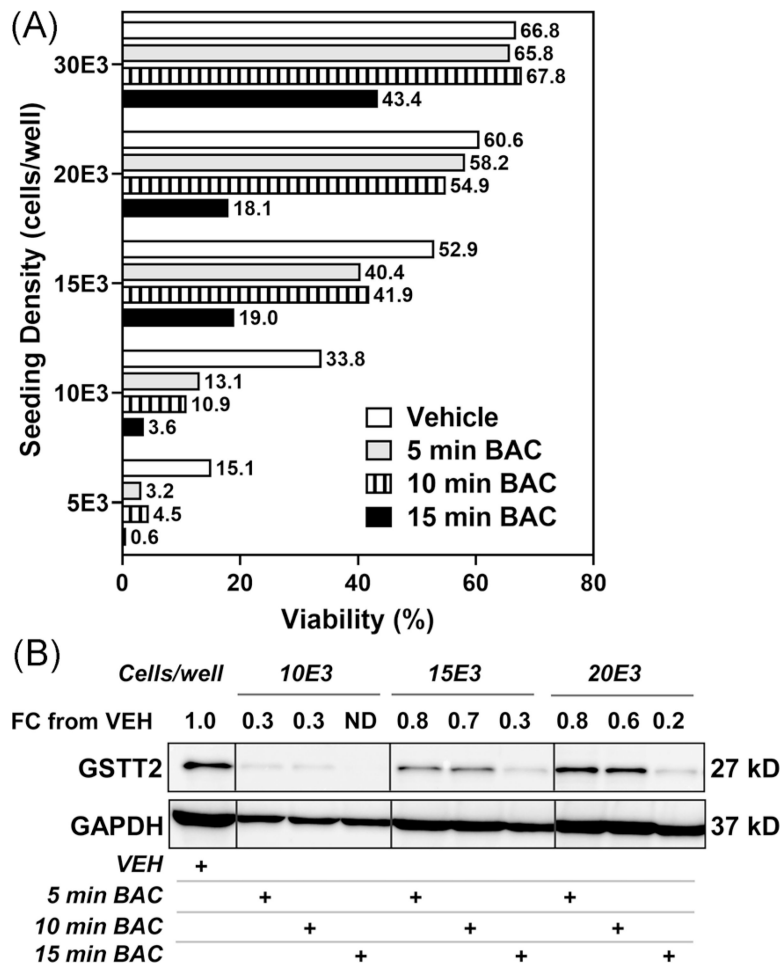 (A)
66.8
65.8
30E3
67.8
43.4
60.6
58.2
20E3
54.9
18.1
52.9
40.4
15E3
41.9
19.0
33.8
13.1
10E3
10.9
3.6
15.1
3.2
5E3
4.5
0.6
Seeding Density (cells/well)
Vehicle
5 min BAC
10 min BAC
15 min BAC
0 20 40 60 80
Viability (%)
(B)
Cells/well 10E3 15E3 20E3
FC from VEH 1.0 0.3 0.3 ND 0.8 0.7 0.3 0.8 0.6 0.2
GSTT2 27 kD
GAPDH 37 kD
VEH +
5 min BAC + + +
10 min BAC + + +
15 min BAC + + +